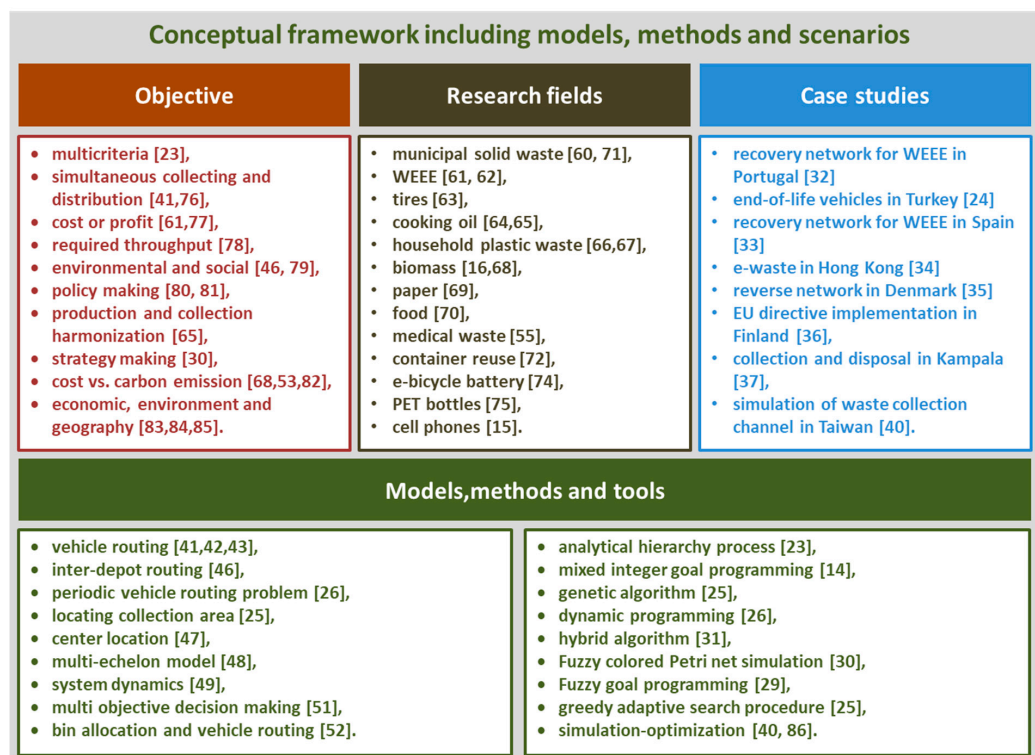 Conceptual framework including models, methods and scenarios
Objective
• multicriteria [23],
• simultaneous collecting and
distribution [41,76],
• cost or profit [61,77],
• required throughput [78],
• environmental and social [46, 79],
• policy making [80, 81],
• production and collection
harmonization [65],
• strategy making [30],
• cost vs. carbon emission [68,53,82],
• economic, environment and
geography [83,84,85].
Research fields
• municipal solid waste [60, 71],
• WEEE [61, 62],
• tires [63],
• cooking oil [64,65],
• household plastic waste [66,67],
• biomass [16,68],
• paper [69],
• food [70],
• medical waste [55],
• container reuse [72],
• e-bicycle battery [74],
• PET bottles [75],
• cell phones [15].
Case studies
• recovery network for WEEE in
Portugal [32]
• end-of-life vehicles in Turkey [24]
• recovery network for WEEE in Spain
[33]
• e-waste in Hong Kong [34]
• reverse network in Denmark [35]
• EU directive implementation in
Finland [36],
• collection and disposal in Kampala
[37],
• simulation of waste collection
channel in Taiwan [40].
Models,methods and tools
• vehicle routing [41,42,43],
• inter-depot routing [46],
• periodic vehicle routing problem [26],
• locating collection area [25],
• center location [47],
• multi-echelon model [48],
• system dynamics [49],
• multi objective decision making [51],
• bin allocation and vehicle routing [52].
• analytical hierarchy process [23],
• mixed integer goal programming [14],
• genetic algorithm [25],
• dynamic programming [26],
• hybrid algorithm [31],
• Fuzzy colored Petri net simulation [30],
• Fuzzy goal programming [29],
• greedy adaptive search procedure [25],
• simulation-optimization [40, 86].